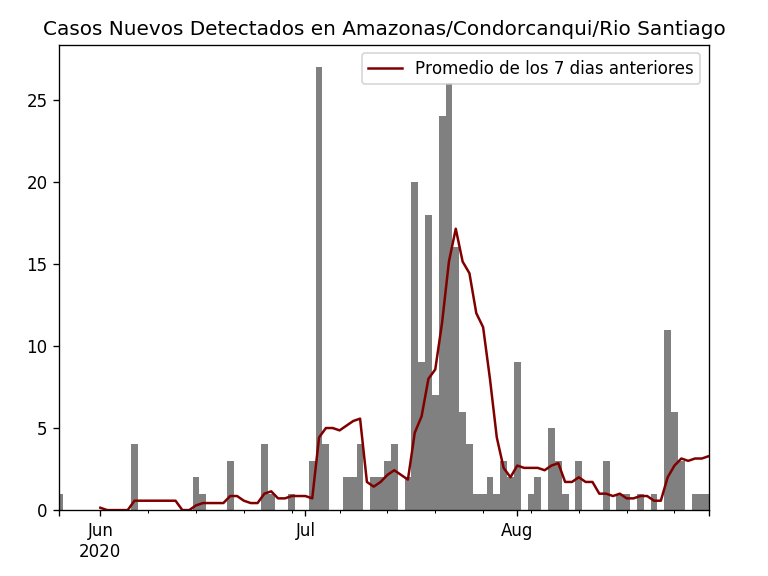 Casos Nuevos Detectados en Amazonas/Condorcanqui/Rio Santiago
Promedio de los 7 dias anteriores
25
20
15
10
5
0
Jun
2020
Jul
Aug